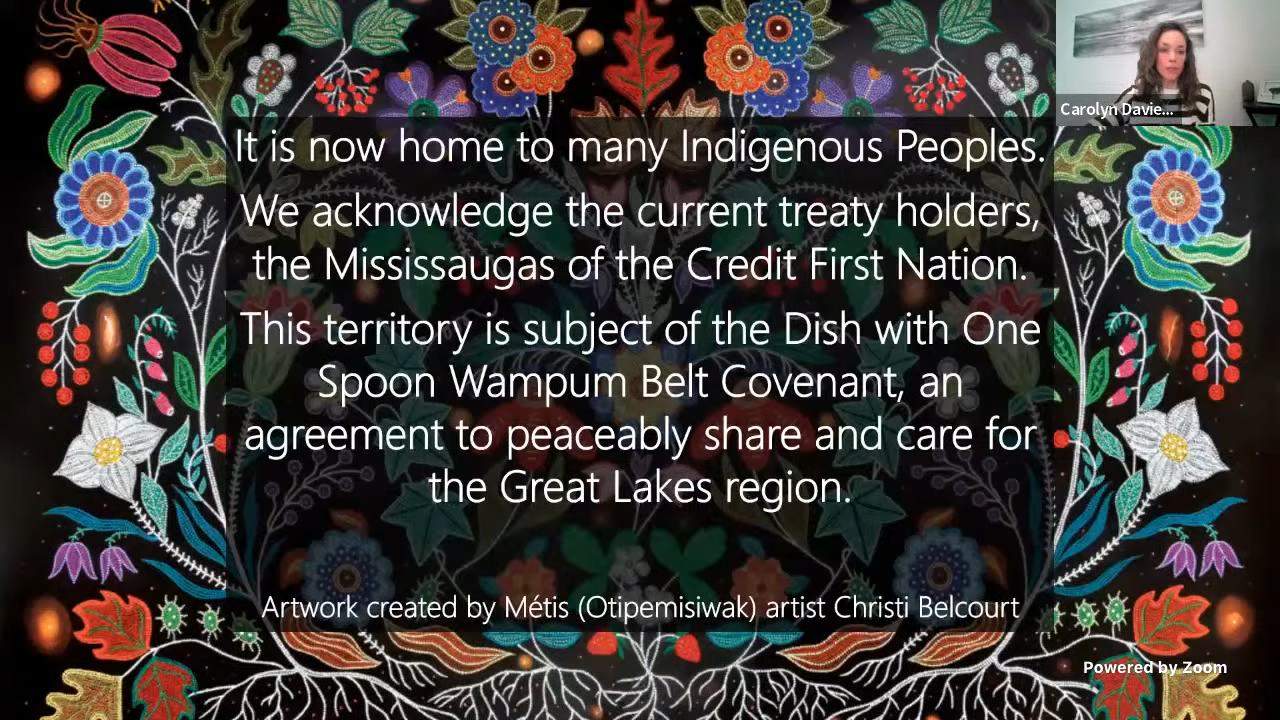 Carolyn Davie...
It is now home to many Indigenous Peoples.
We acknowledge the current treaty holders,
the Mississaugas of the Credit First Nation.
This territory is subject of the Dish with One
Spoon Wampum Belt Covenant, an
agreement to peaceably share and care for
the Great Lakes region.
Artwork created by Métis (Otipemisiwak) artist Christi Belcourt
Powered by Zoom